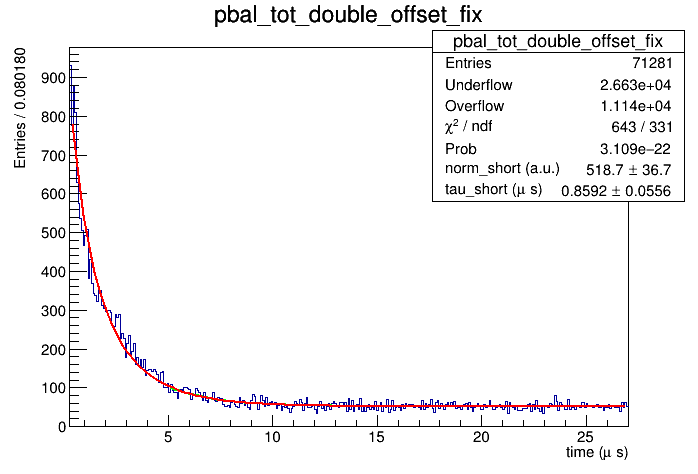 pbal_tot_double_offset_fix
pbal_tot_double_offset_fix
Entries 71281
Underflow 2.663e+04
Overflow 1.114e+04
χ² / ndf 643 / 331
Prob 3.109e−22
norm_short (a.u.) 518.7 ± 36.7
tau_short (μ s) 0.8592 ± 0.0556
Entries / 0.080180
900
800
700
600
500
400
300
200
100
0
5 10 15 20 25
time (μ s)